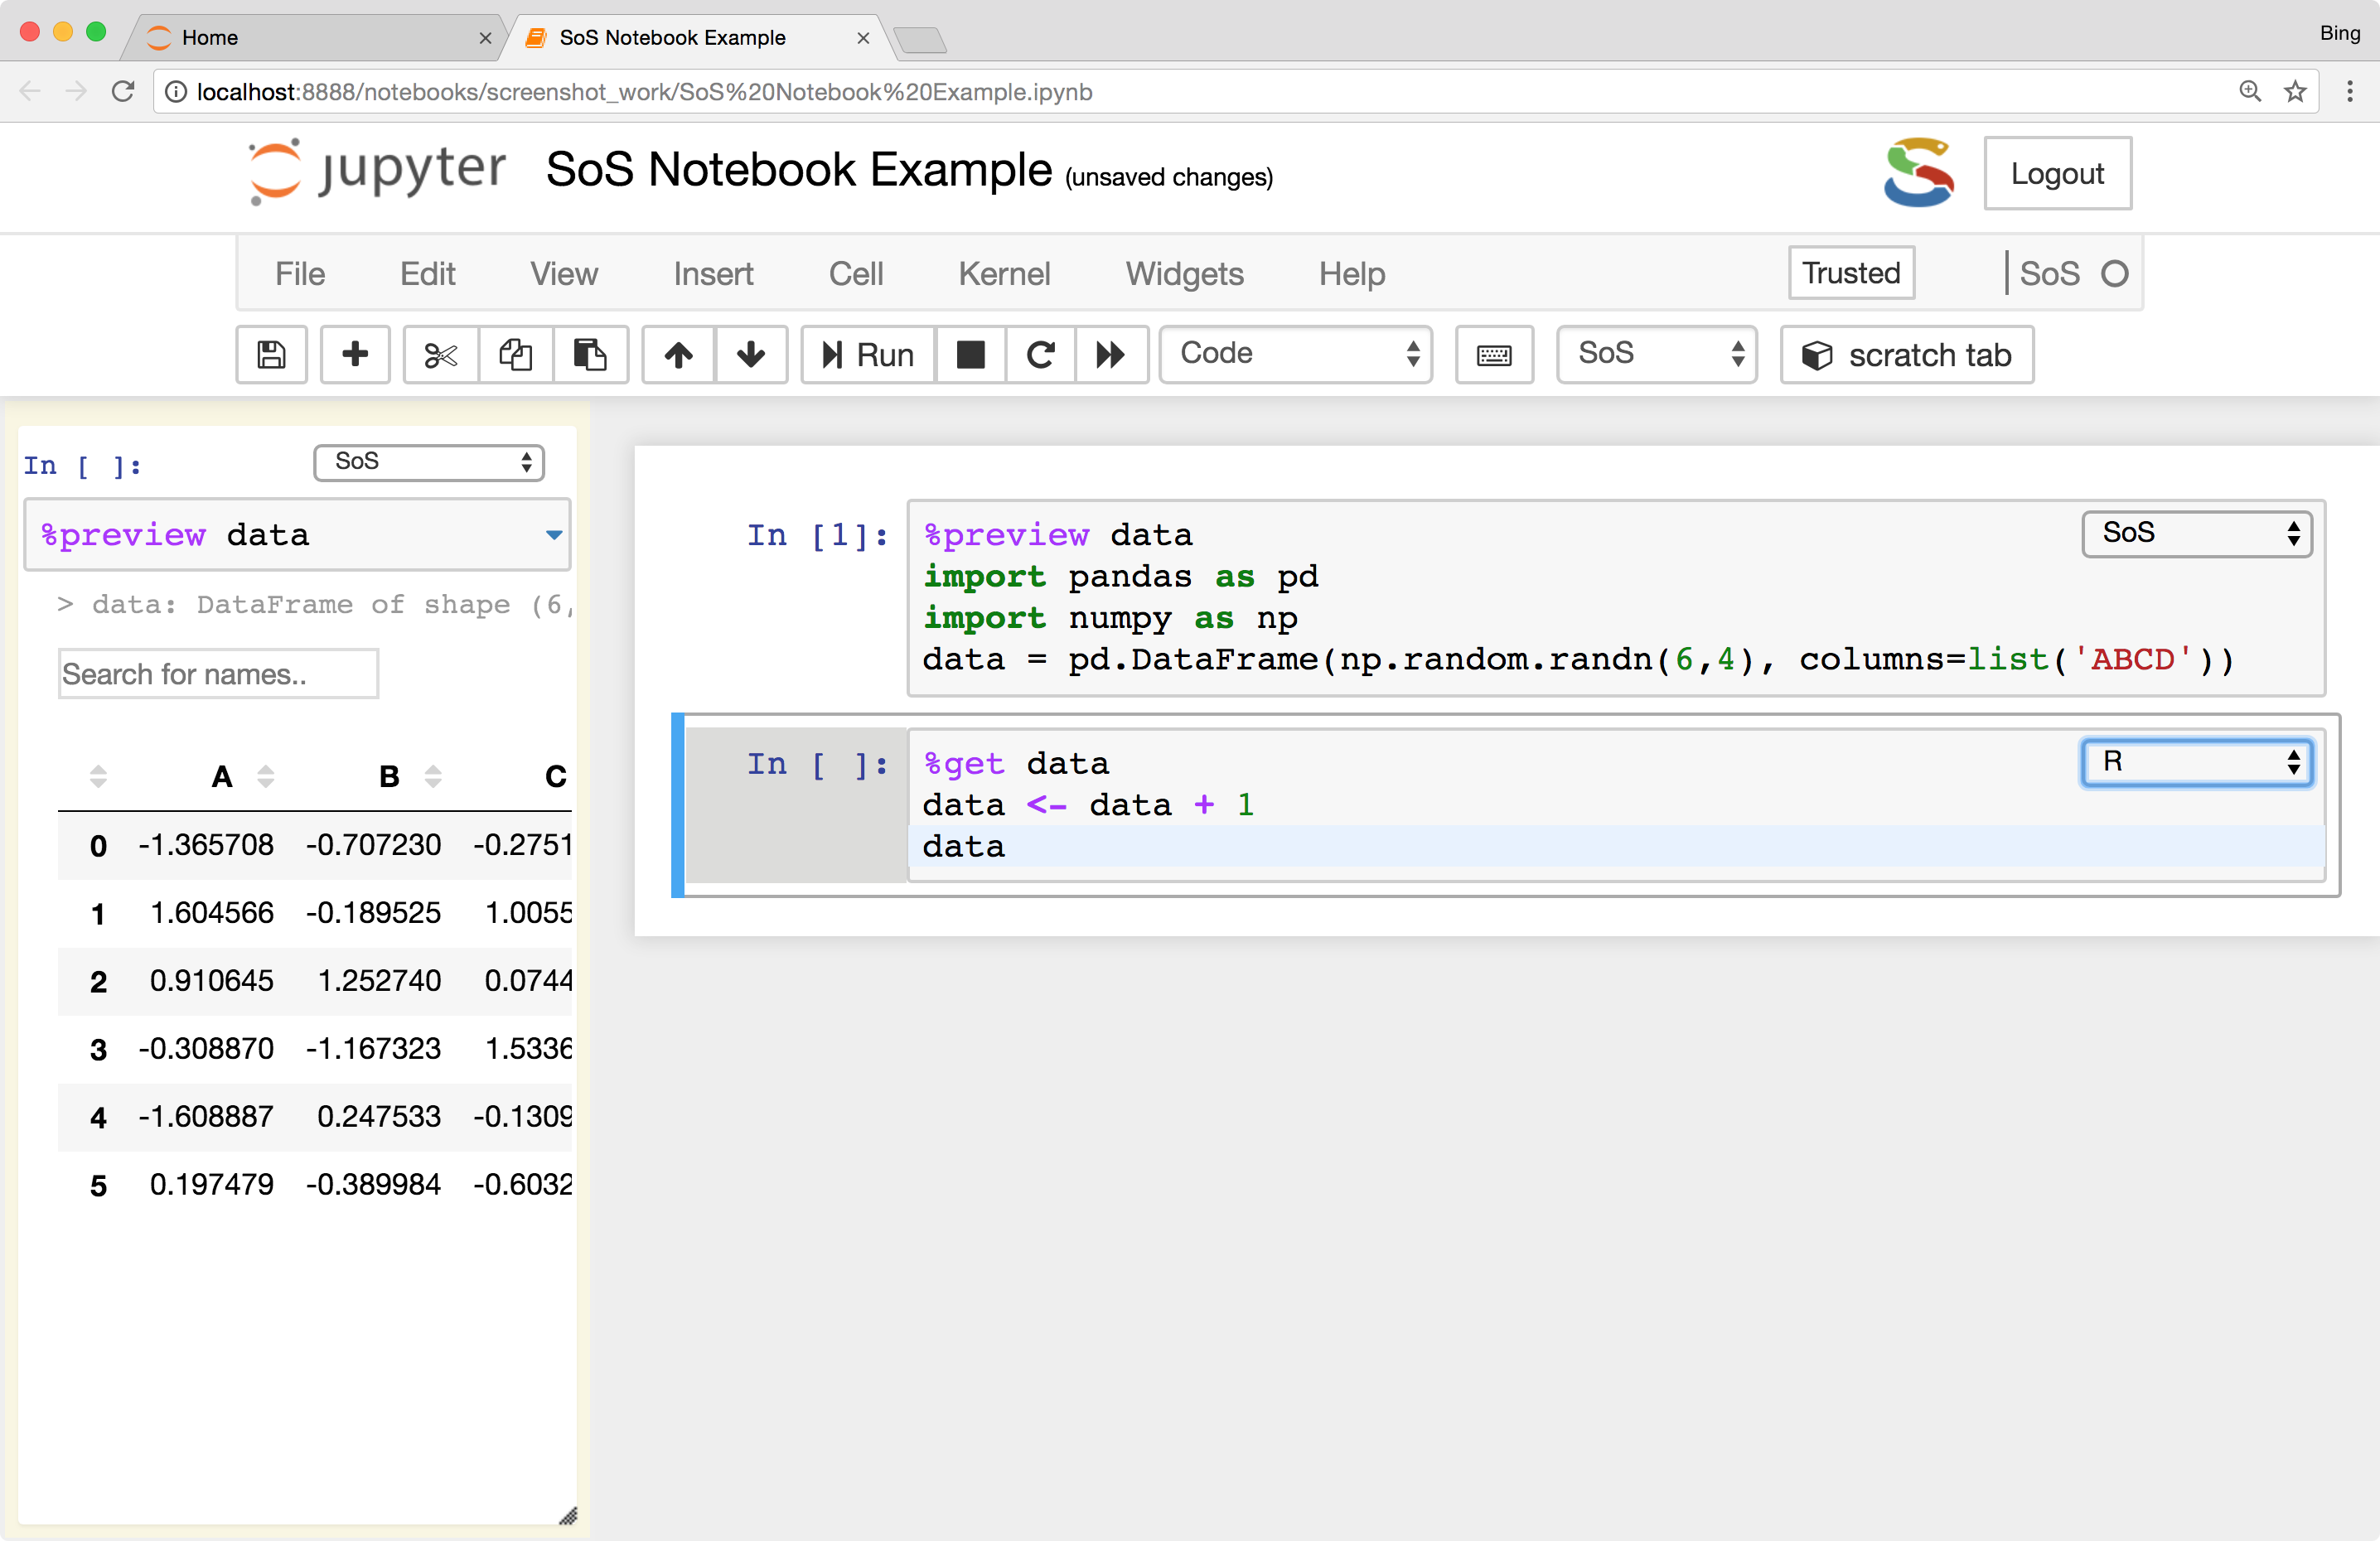 Home
SoS Notebook Example
Bing
localhost:8888/notebooks/screenshot_work/SoS%20Notebook%20Example.ipynb
jupyter SoS Notebook Example (unsaved changes)
Logout
File Edit View Insert Cell Kernel Widgets Help Trusted SoS
Run Code SoS scratch tab
In [ ]: SoS
%preview data
> data: DataFrame of shape (6,
Search for names..
A B C
0 -1.365708 -0.707230 -0.2751
1 1.604566 -0.189525 1.0055
2 0.910645 1.252740 0.0744
3 -0.308870 -1.167323 1.5336
4 -1.608887 0.247533 -0.1309
5 0.197479 -0.389984 -0.6032
In [1]: %preview data SoS
import pandas as pd
import numpy as np
data = pd.DataFrame(np.random.randn(6,4), columns=list('ABCD'))
In [ ]: %get data R
data <- data + 1
data